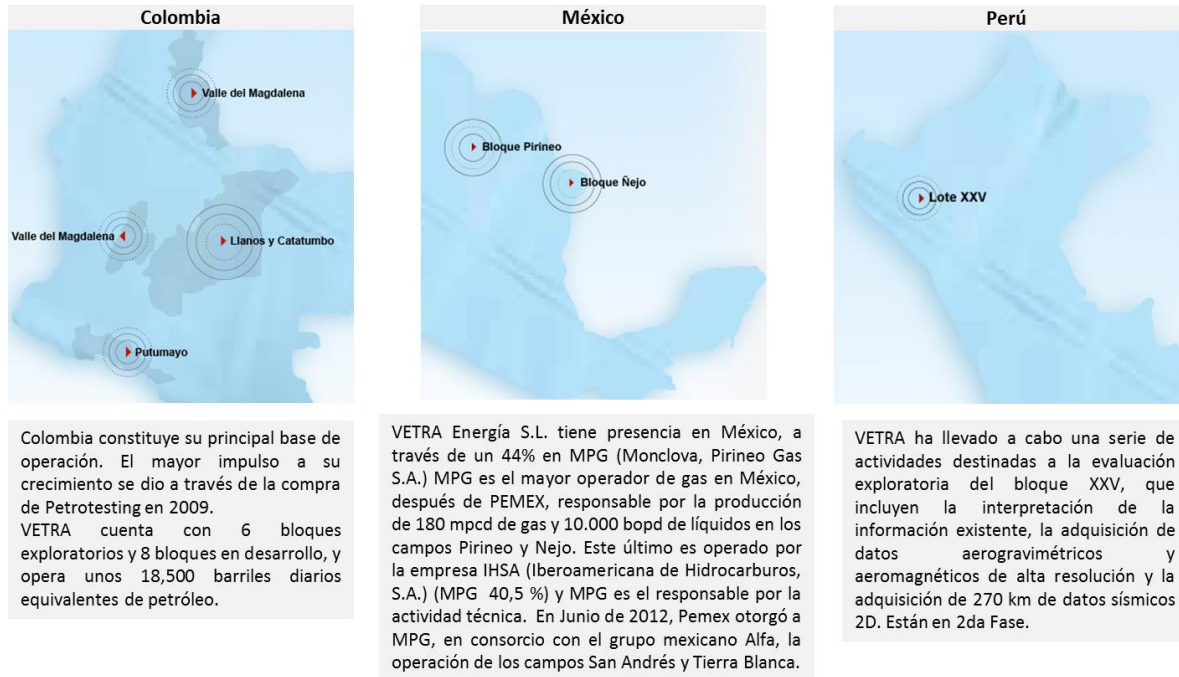 Colombia
Valle del Magdalena
Valle del Magdalena
Llanos y Catatumbo
Putumayo
Colombia constituye su principal base de
operación. El mayor impulso a su
crecimiento se dio a través de la compra
de Petrotesting en 2009.
VETRA cuenta con 6 bloques
exploratorios y 8 bloques en desarrollo, y
opera unos 18,500 barriles diarios
equivalentes de petróleo.
México
Bloque Pirineo
Bloque Ñejo
VETRA Energía S.L. tiene presencia en México, a
través de un 44% en MPG (Monclova, Pirineo Gas
S.A.) MPG es el mayor operador de gas en México,
después de PEMEX, responsable por la producción
de 180 mpcd de gas y 10.000 bopd de líquidos en los
campos Pirineo y Nejo. Este último es operado por
la empresa IHSA (Iberoamericana de Hidrocarburos,
S.A.) (MPG 40,5 %) y MPG es el responsable por la
actividad técnica. En Junio de 2012, Pemex otorgó a
MPG, en consorcio con el grupo mexicano Alfa, la
operación de los campos San Andrés y Tierra Blanca.
Perú
Lote XXV
VETRA ha llevado a cabo una serie de
actividades destinadas a la evaluación
exploratoria del bloque XXV, que
incluyen la interpretación de la
información existente, la adquisición de
datos aerogravimétricos y
aeromagnéticos de alta resolución y la
adquisición de 270 km de datos sísmicos
2D. Están en 2da Fase.